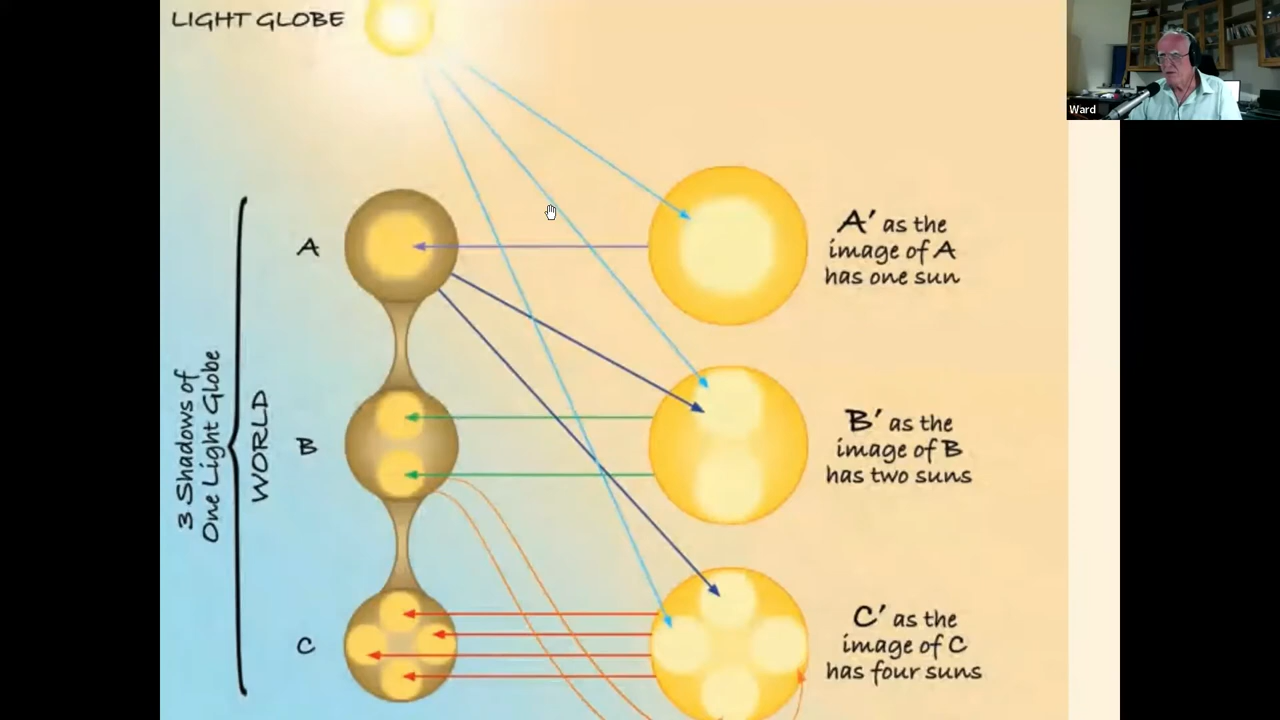 LIGHT GLOBE
Ward
A
A′ as the
image of A
has one sun
3 Shadows of
One Light Globe
WORLD
B
B′ as the
image of B
has two suns
C
C′ as the
image of C
has four suns